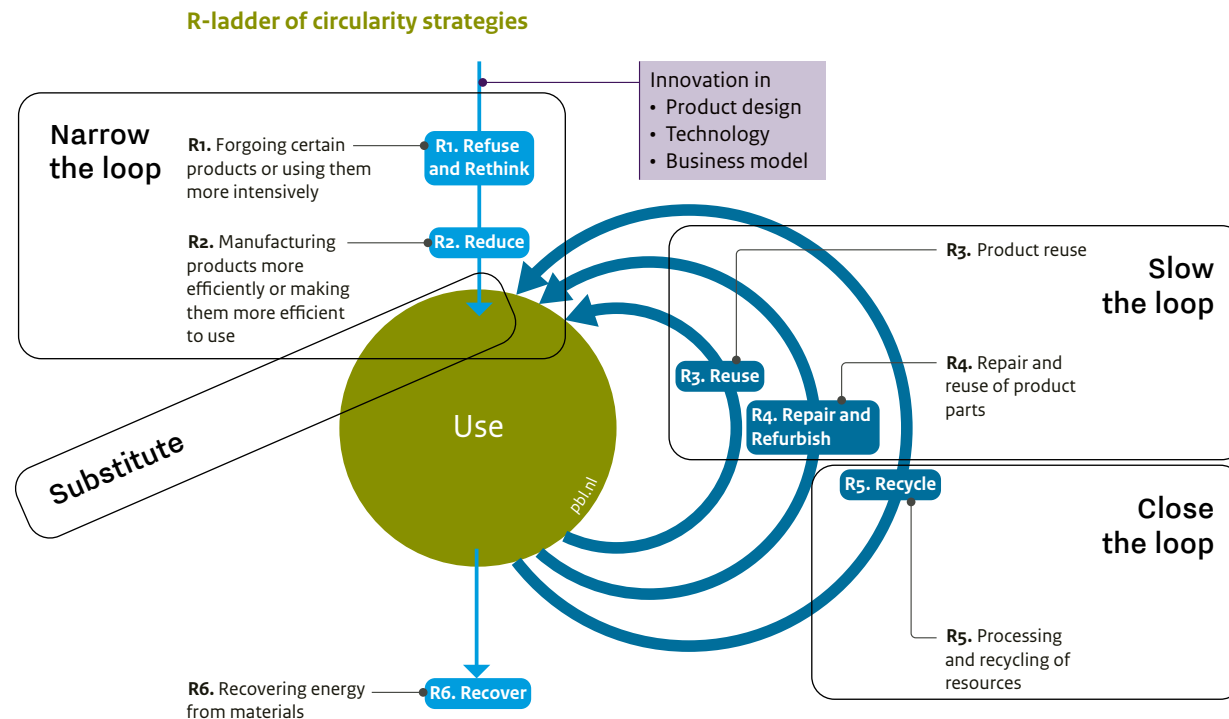 R-ladder of circularity strategies
Innovation in
• Product design
• Technology
• Business model
Narrow
the loop
R1. Forgoing certain
products or using them
more intensively
R1. Refuse
and Rethink
R2. Manufacturing
products more
efficiently or making
them more efficient
to use
R2. Reduce
Substitute
Use
pbl.nl
R3. Reuse
R3. Product reuse
Slow
the loop
R4. Repair and
Refurbish
R4. Repair and
reuse of product
parts
R5. Recycle
Close
the loop
R5. Processing
and recycling of
resources
R6. Recovering energy
from materials
R6. Recover